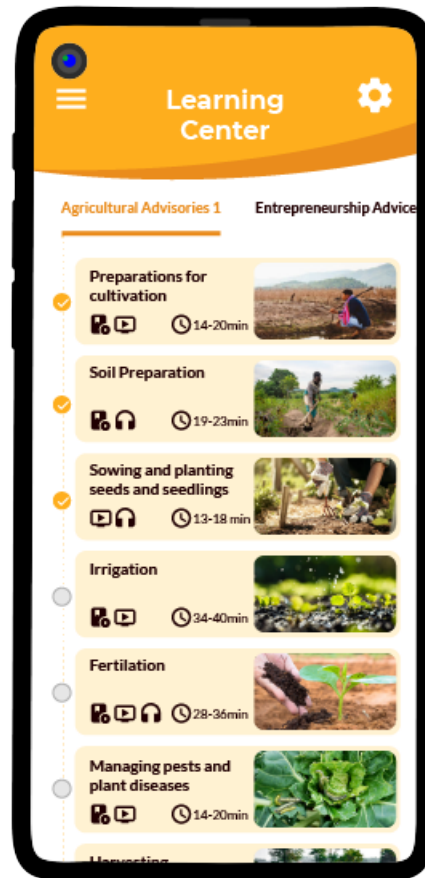 Learning
Center
Agricultural Advisories 1
Entrepreneurship Advice
Preparations for
cultivation
14-20min
Soil Preparation
19-23min
Sowing and planting
seeds and seedlings
13-18 min
Irrigation
34-40min
Fertilation
28-36min
Managing pests and
plant diseases
14-20min
Harvesting